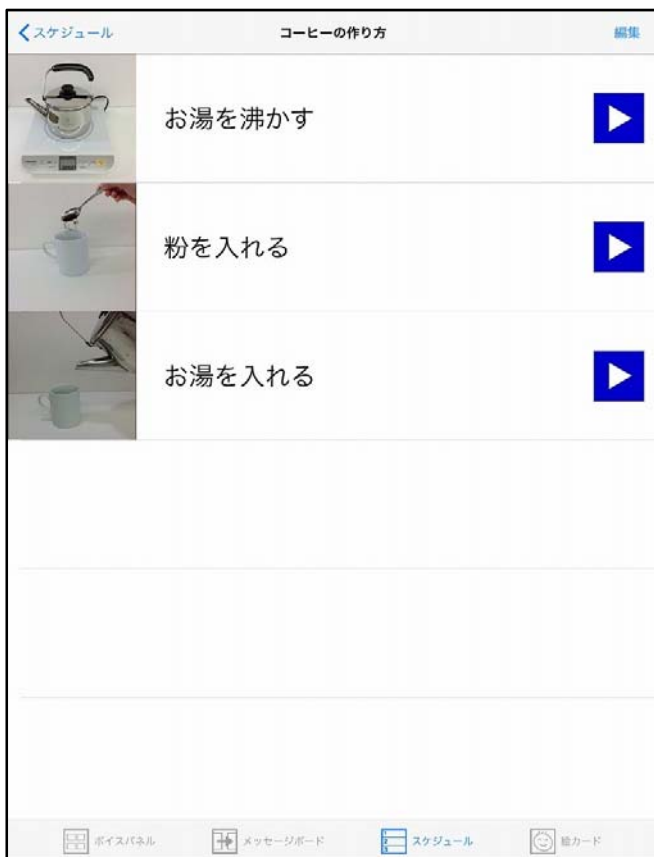 スケジュール
コーヒーの作り方
編集
お湯を沸かす
粉を入れる
お湯を入れる
ボイスパネル
メッセージボード
スケジュール
絵カード